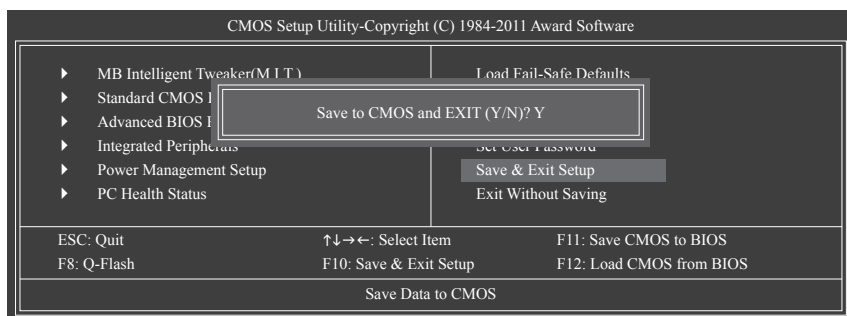 CMOS Setup Utility-Copyright (C) 1984-2011 Award Software
MB Intelligent Tweaker(M.I.T.)
Standard CMOS
Advanced BIOS
Integrated Peripherals
Power Management Setup
PC Health Status
Load Fail-Safe Defaults
Set User Password
Save & Exit Setup
Exit Without Saving
Save to CMOS and EXIT (Y/N)? Y
ESC: Quit ↑↓→←: Select Item F11: Save CMOS to BIOS
F8: Q-Flash F10: Save & Exit Setup F12: Load CMOS from BIOS
Save Data to CMOS